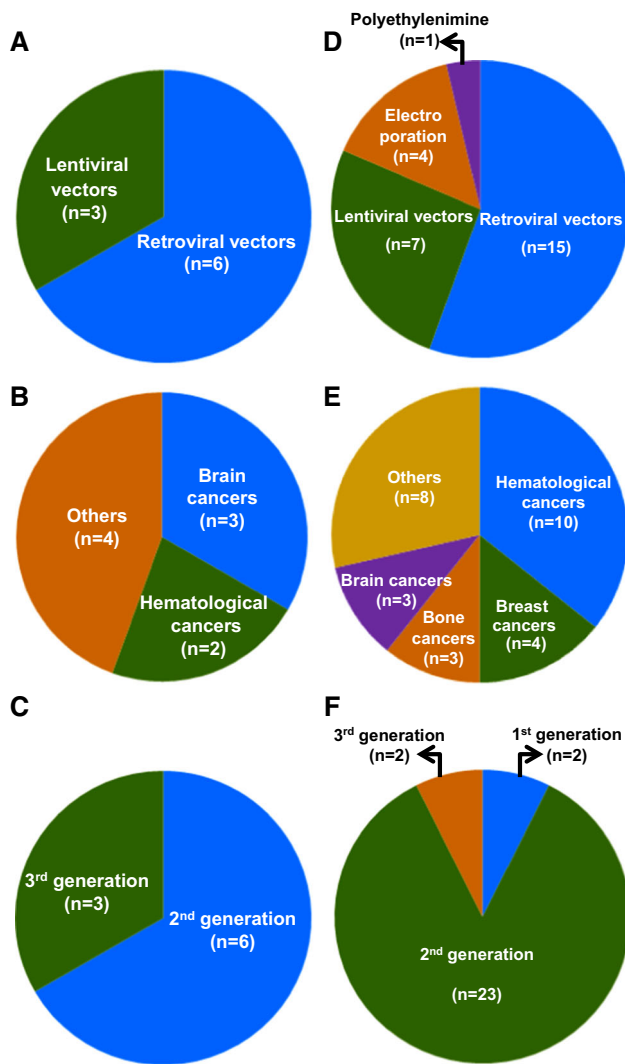 A
Lentiviral
vectors
(n=3)
Retroviral vectors
(n=6)
D
Polyethylenimine
(n=1)
Electro
poration
(n=4)
Lentiviral vectors
(n=7)
Retroviral vectors
(n=15)
B
Brain
cancers
(n=3)
Others
(n=4)
Hematological
cancers
(n=2)
E
Others
(n=8)
Hematological
cancers
(n=10)
Brain cancers
(n=3)
Bone
cancers
(n=3)
Breast
cancers
(n=4)
C
3rd generation
(n=3)
2nd generation
(n=6)
F
3rd generation
(n=2)
1st generation
(n=2)
2nd generation
(n=23)